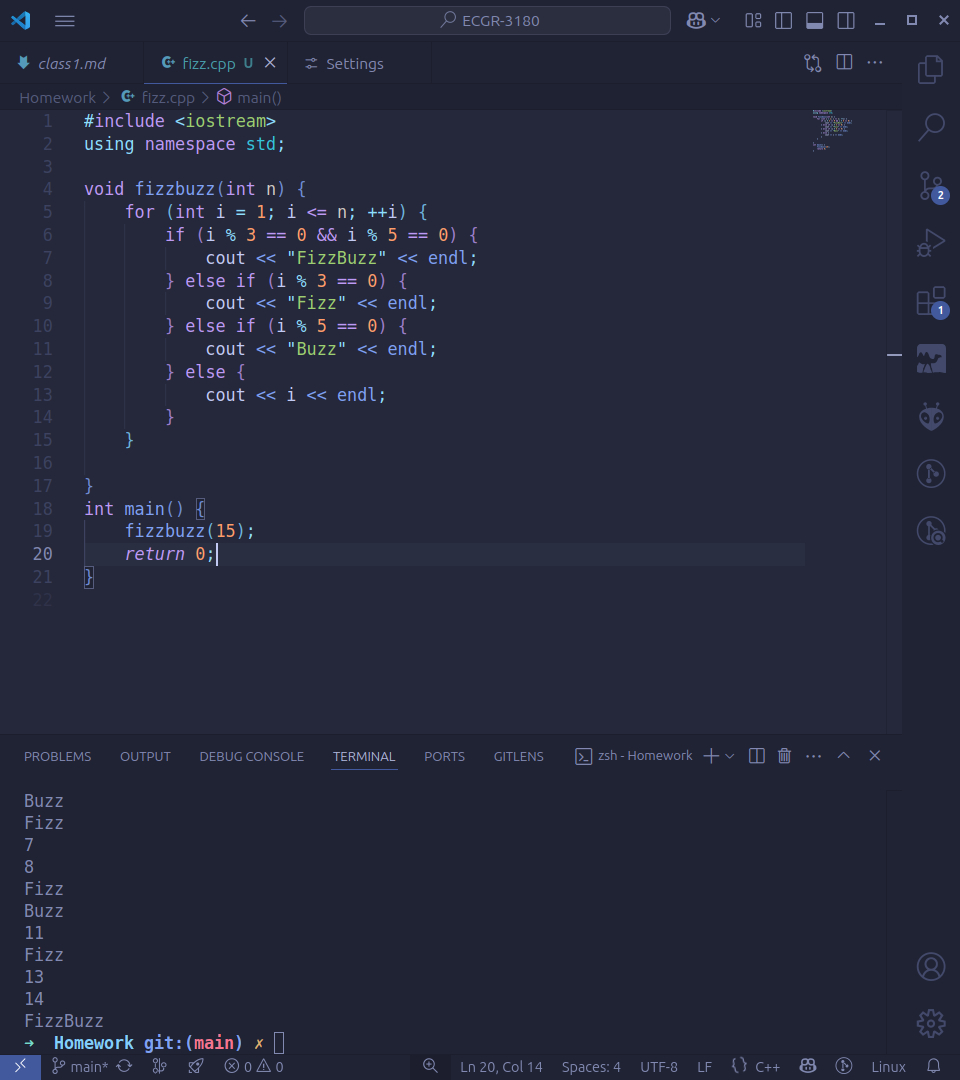 ECGR-3180
class1.md
fizz.cpp U
Settings
Homework > fizz.cpp > main()
1 #include <iostream>
2 using namespace std;
3
4 void fizzbuzz(int n) {
5     for (int i = 1; i <= n; ++i) {
6         if (i % 3 == 0 && i % 5 == 0) {
7             cout << "FizzBuzz" << endl;
8         } else if (i % 3 == 0) {
9             cout << "Fizz" << endl;
10         } else if (i % 5 == 0) {
11             cout << "Buzz" << endl;
12         } else {
13             cout << i << endl;
14         }
15     }
16
17 }
18 int main() {
19     fizzbuzz(15);
20     return 0;
21 }
22
2
1
PROBLEMS OUTPUT DEBUG CONSOLE TERMINAL PORTS GITLENS zsh - Homework
Buzz
Fizz
7
8
Fizz
Buzz
11
Fizz
13
14
FizzBuzz
➜ Homework git:(main) ✗
main* 0 0 Ln 20, Col 14 Spaces: 4 UTF-8 LF {} C++ Linux